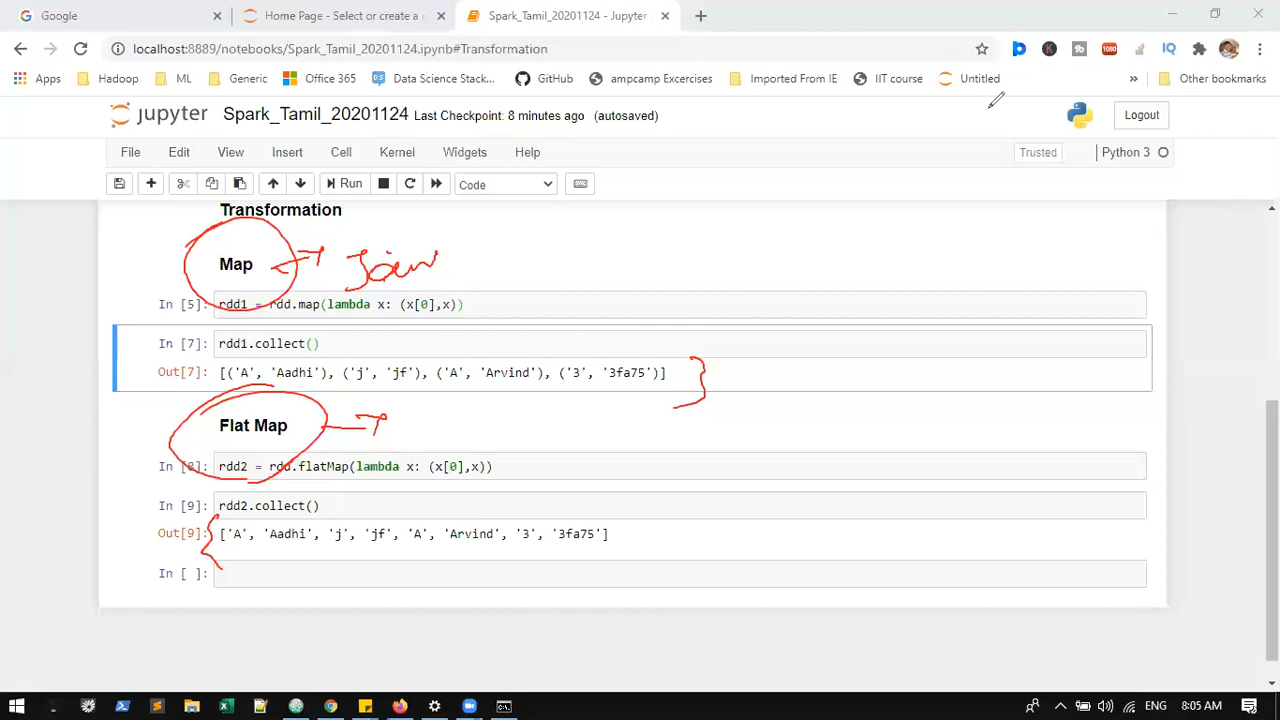 Google
Home Page - Select or create a n
Spark_Tamil_20201124 - Jupyter
localhost:8889/notebooks/Spark_Tamil_20201124.ipynb#Transformation
1080
IQ
Apps
Hadoop
ML
Generic
Office 365
Data Science Stack...
GitHub
ampcamp Excercises
Imported From IE
IIT course
Untitled
»
Other bookmarks
jupyter
Spark_Tamil_20201124 Last Checkpoint: 8 minutes ago (autosaved)
Logout
File Edit View Insert Cell Kernel Widgets Help
Trusted
Python 3
Run
Code
Transformation
Map
Join
In [5]: rdd1 = rdd.map(lambda x: (x[0],x))
In [7]: rdd1.collect()
Out[7]: [('A', 'Aadhi'), ('j', 'jf'), ('A', 'Arvind'), ('3', '3fa75')]
Flat Map
In [8]: rdd2 = rdd.flatMap(lambda x: (x[0],x))
In [9]: rdd2.collect()
Out[9]: ['A', 'Aadhi', 'j', 'jf', 'A', 'Arvind', '3', '3fa75']
In [ ]:
ENG 8:05 AM